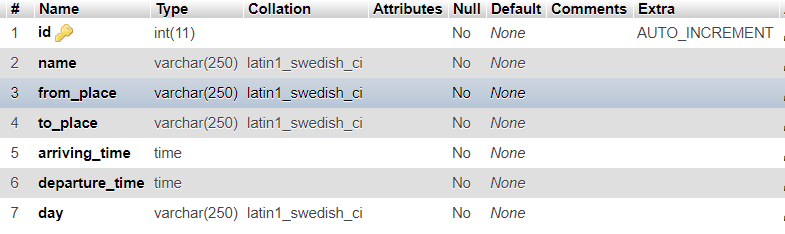 # Name Type Collation Attributes Null Default Comments Extra
1 id int(11) No None AUTO_INCREMENT
2 name varchar(250) latin1_swedish_ci No None
3 from_place varchar(250) latin1_swedish_ci No None
4 to_place varchar(250) latin1_swedish_ci No None
5 arriving_time time No None
6 departure_time time No None
7 day varchar(250) latin1_swedish_ci No None